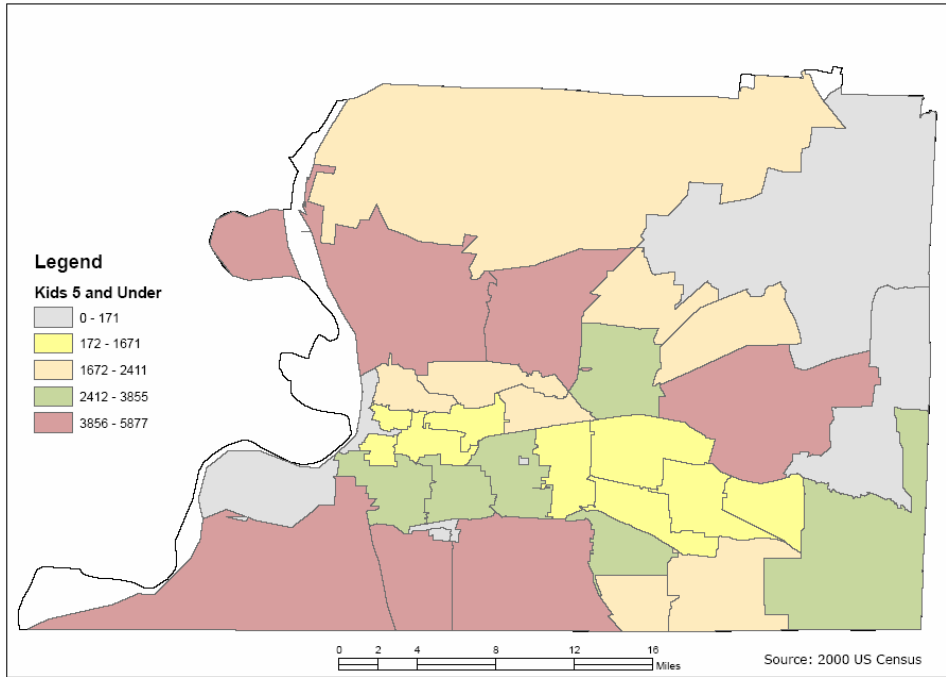 Legend
Kids 5 and Under
0 - 171
172 - 1671
1672 - 2411
2412 - 3855
3856 - 5877
0 2 4 8 12 16
Miles
Source: 2000 US Census